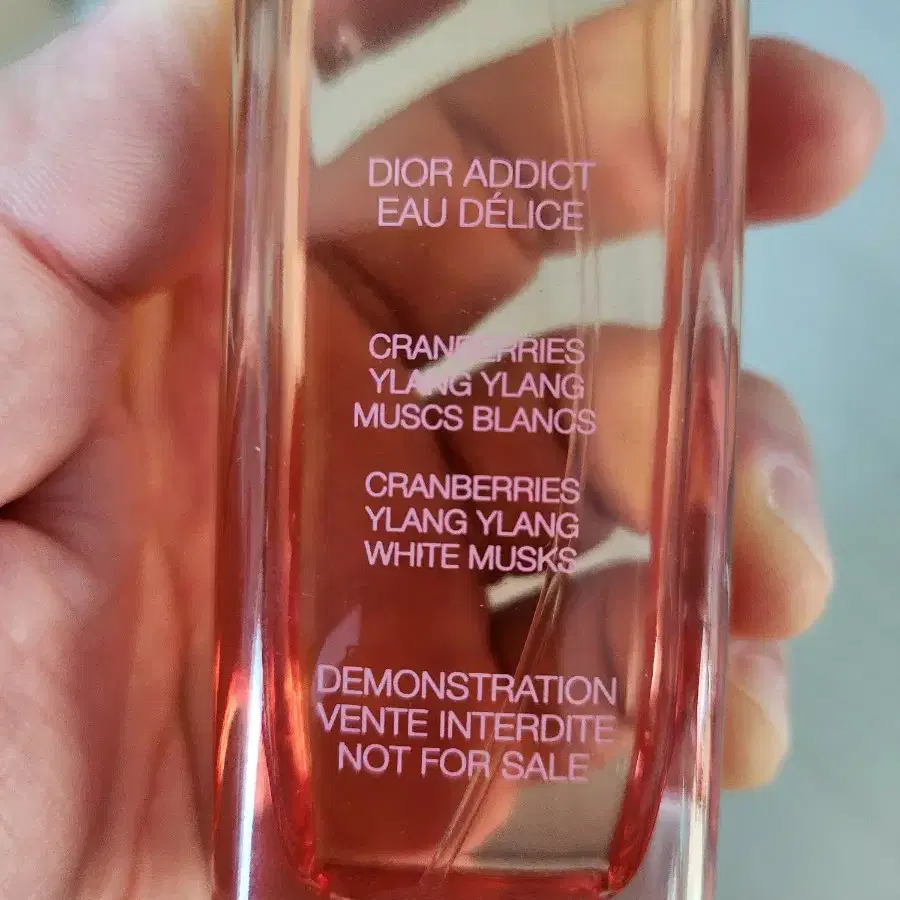 DIOR ADDICT
EAU DÉLICE
CRANBERRIES
YLANG YLANG
MUSCS BLANCS
CRANBERRIES
YLANG YLANG
WHITE MUSKS
DEMONSTRATION
VENTE INTERDITE
NOT FOR SALE